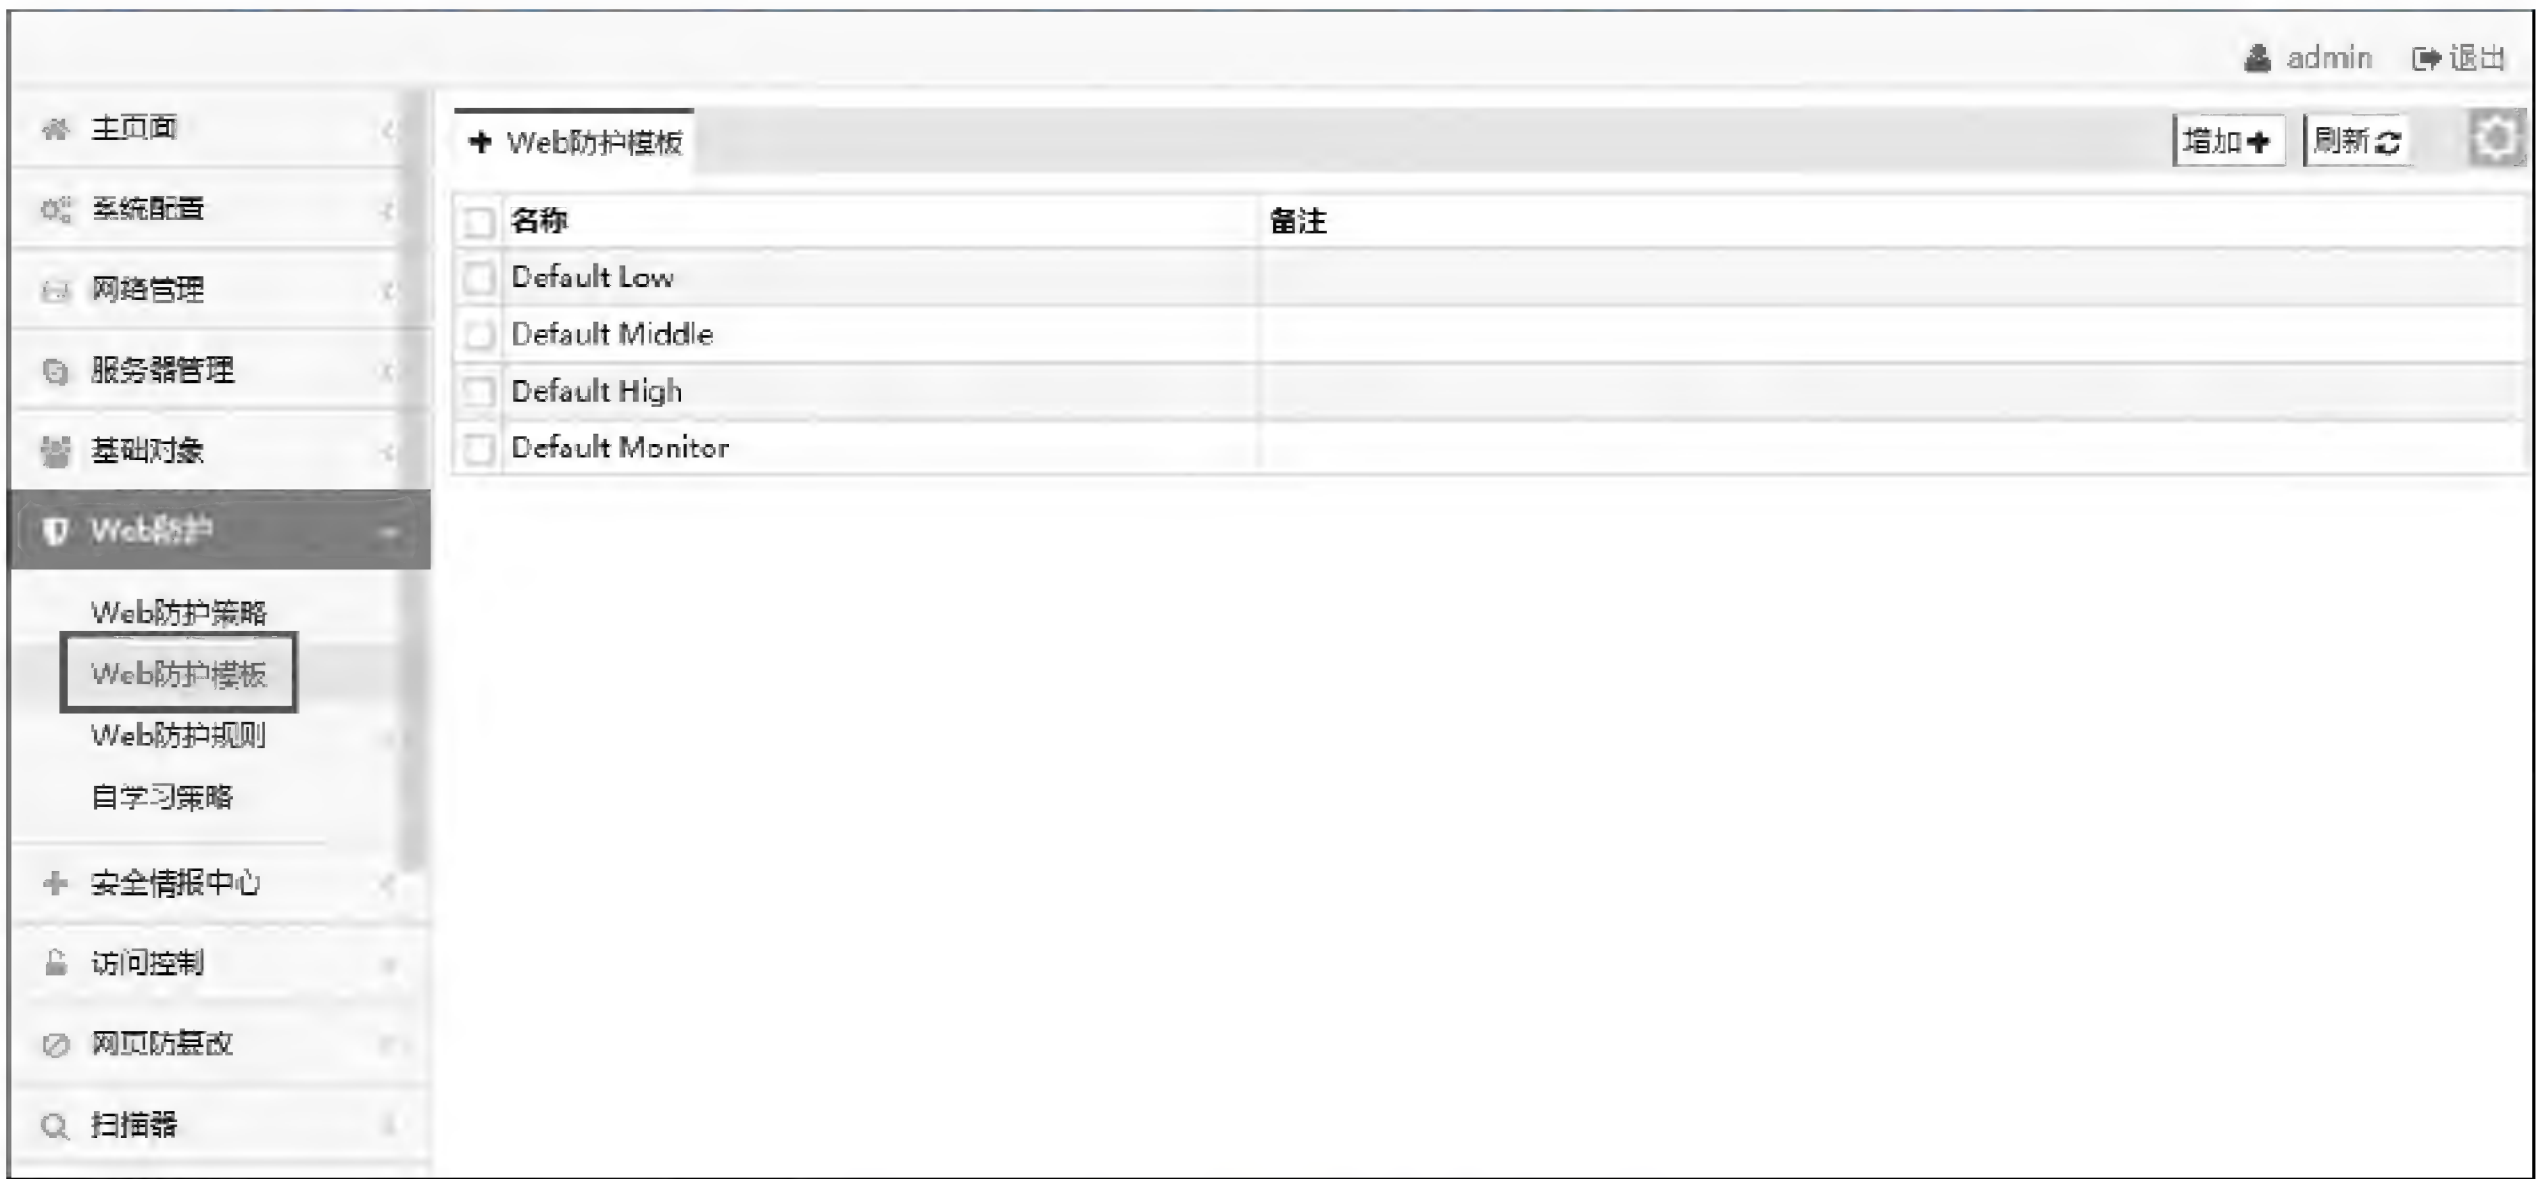 admin 退出
主页面
系统配置
网络管理
服务器管理
基础对象
Web防护
Web防护策略
Web防护模板
Web防护规则
自学习策略
安全情报中心
访问控制
网页防篡改
扫描器
Web防护模板
增加 刷新
名称 备注
Default Low
Default Middle
Default High
Default Monitor